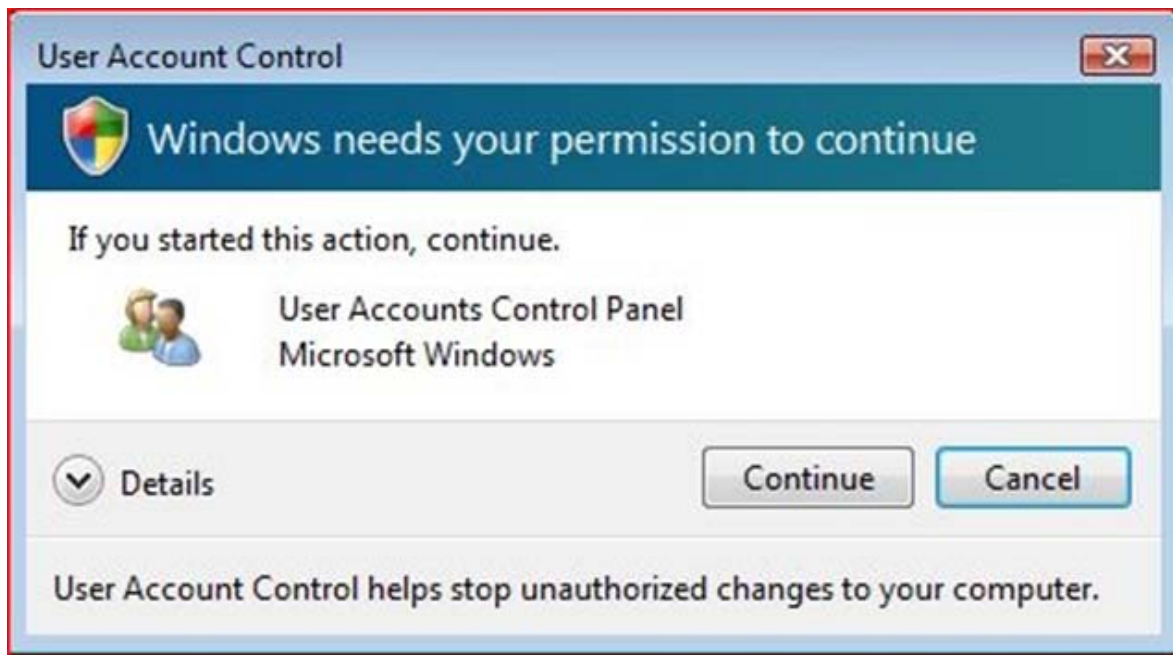 User Account Control
Windows needs your permission to continue
If you started this action, continue.
User Accounts Control Panel
Microsoft Windows
Details
Continue
Cancel
User Account Control helps stop unauthorized changes to your computer.